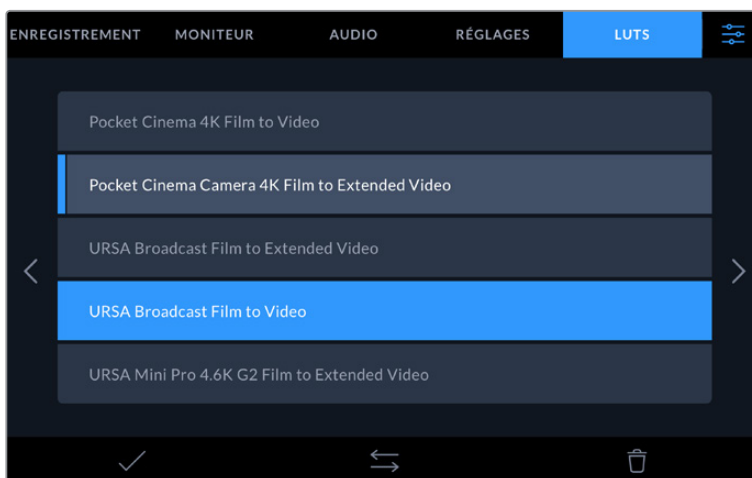 ENREGISTREMENT MONITEUR AUDIO RÉGLAGES LUTS
Pocket Cinema 4K Film to Video
Pocket Cinema Camera 4K Film to Extended Video
URSA Broadcast Film to Extended Video
URSA Broadcast Film to Video
URSA Mini Pro 4.6K G2 Film to Extended Video